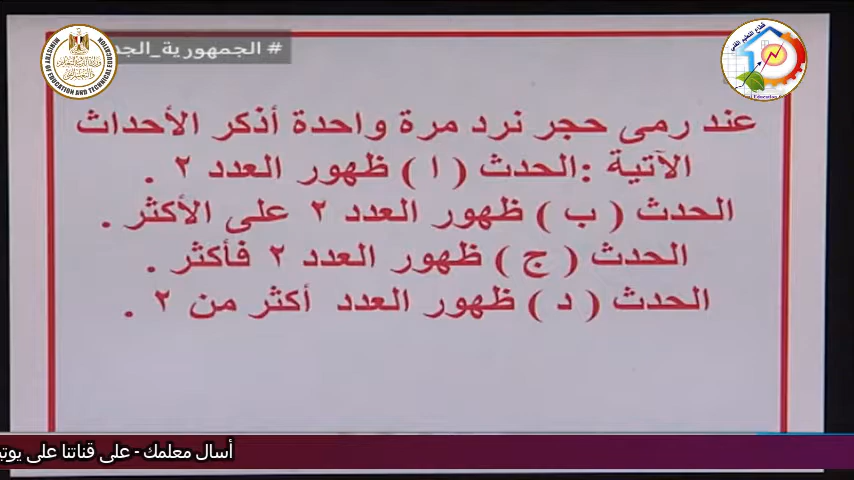 # الجمهورية_الجد
عند رمى حجر نرد مرة واحدة أذكر الأحداث
الآتية :الحدث ( ا ) ظهور العدد ٢ .
الحدث ( ب ) ظهور العدد ٢ على الأكثر .
الحدث ( ج ) ظهور العدد ٢ فأكثر .
الحدث ( د ) ظهور العدد أكثر من ٢ .
أسال معلمك - على قناتنا على يوتي